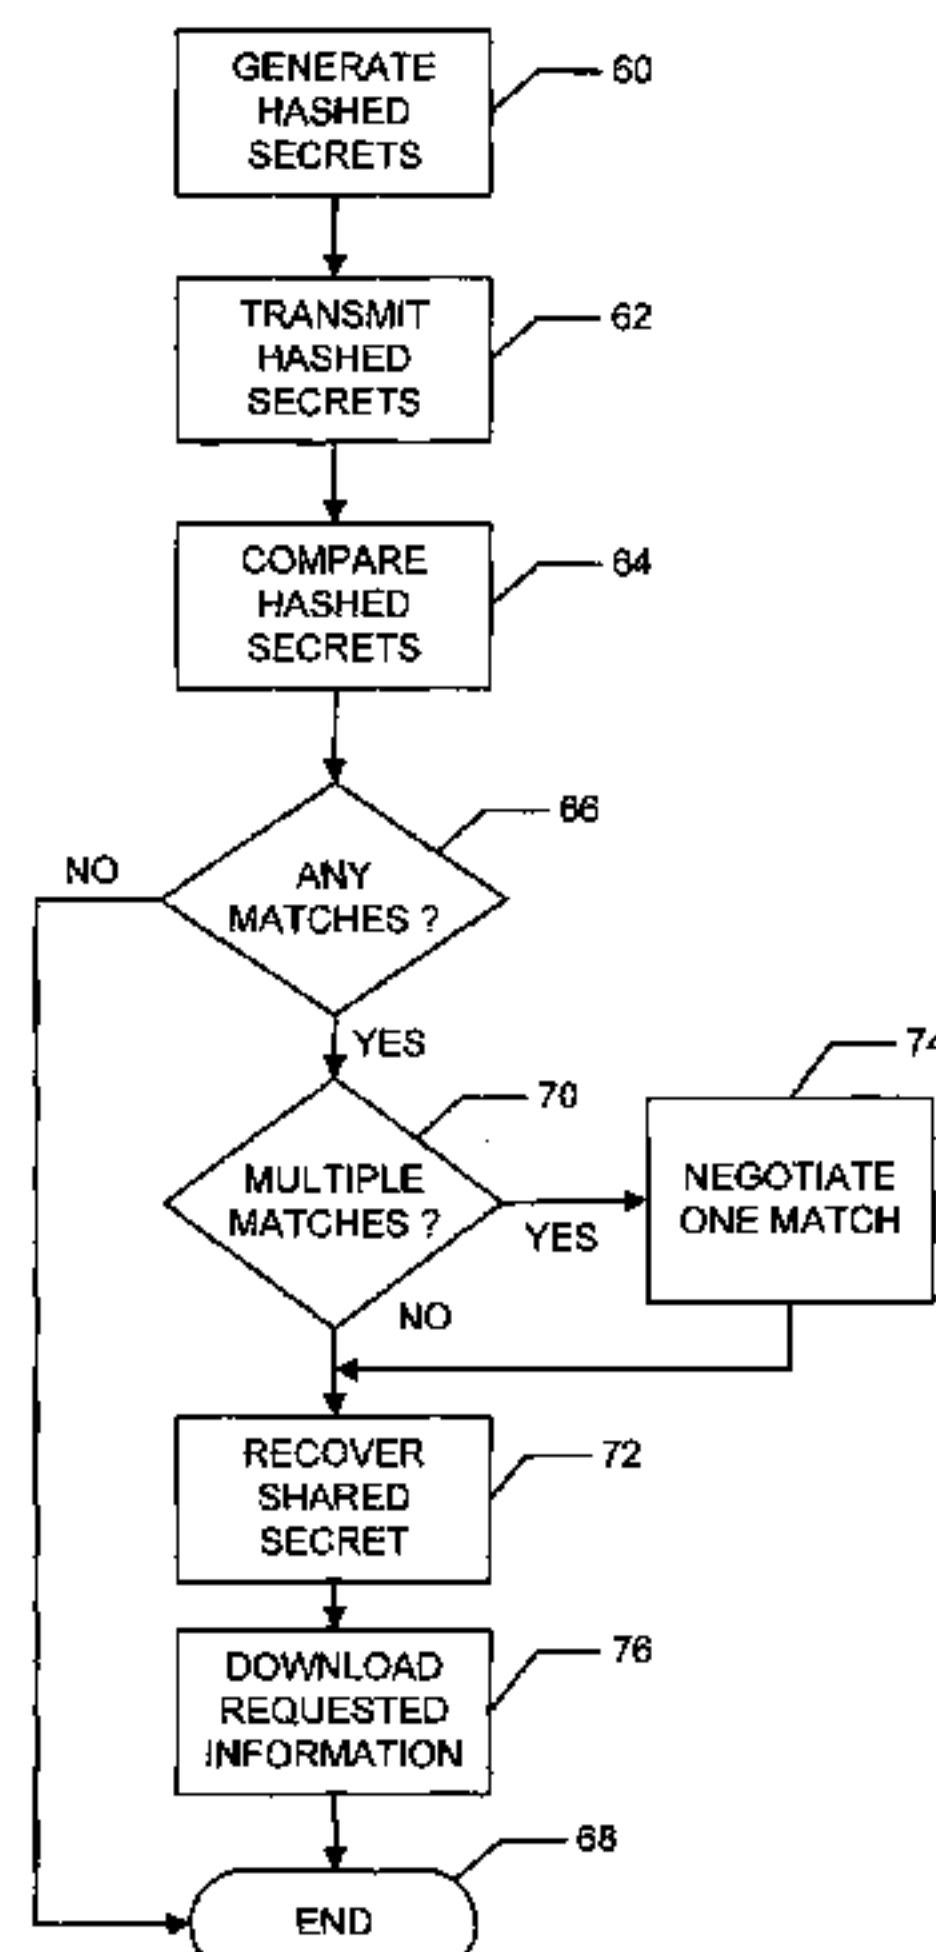 GENERATE
HASHED
SECRETS
60
TRANSMIT
HASHED
SECRETS
62
COMPARE
HASHED
SECRETS
64
66
NO
ANY
MATCHES ?
YES
74
70
MULTIPLE
MATCHES ?
YES
NEGOTIATE
ONE MATCH
NO
RECOVER
SHARED
SECRET
72
DOWNLOAD
REQUESTED
INFORMATION
76
68
END